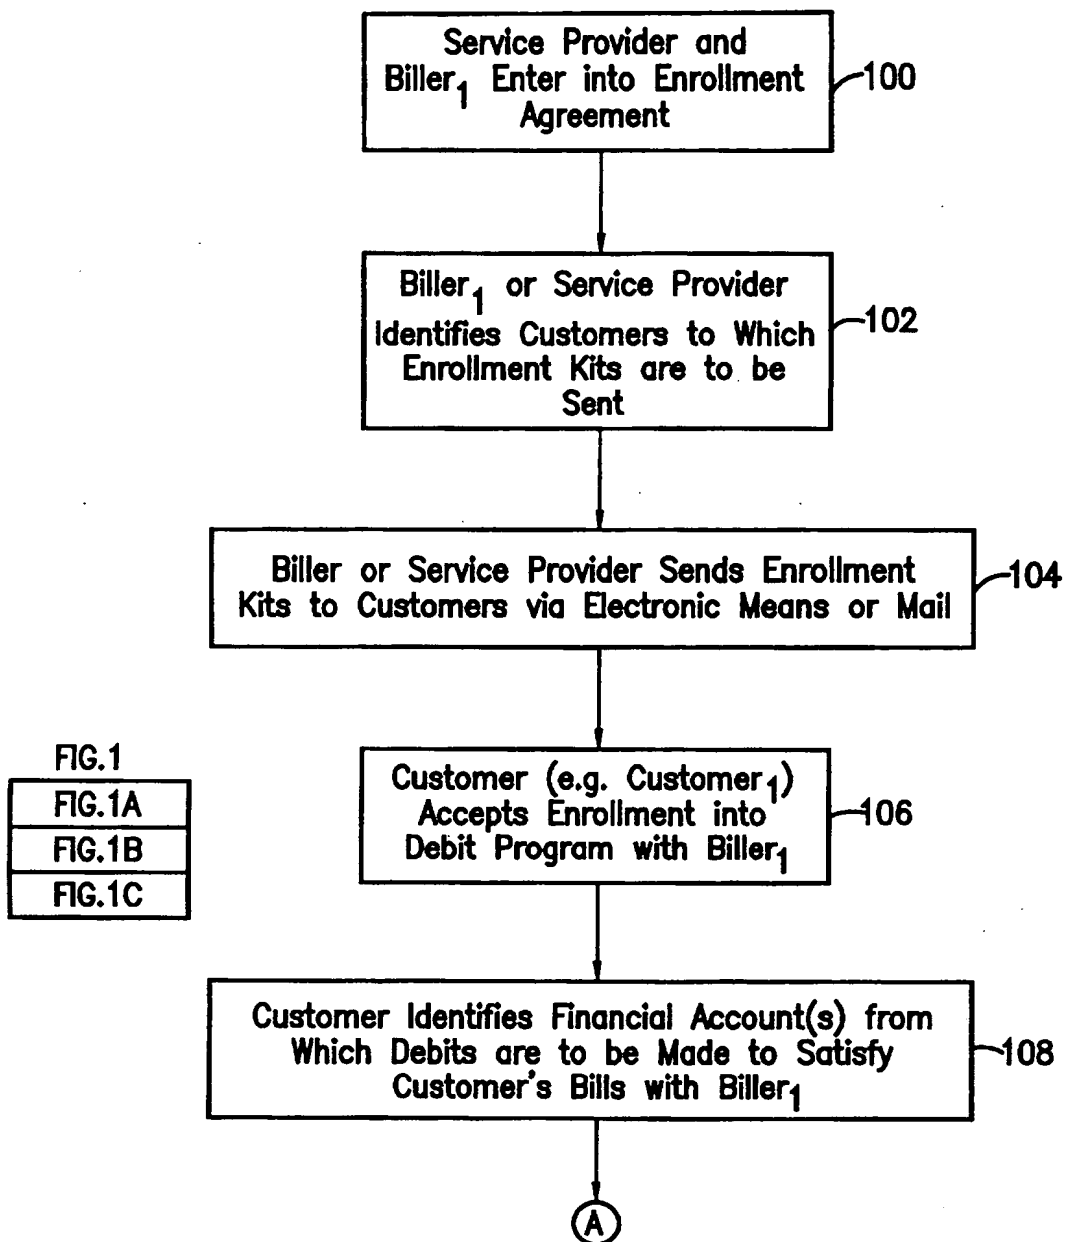 Service Provider and
Biller₁ Enter into Enrollment
Agreement
100
Biller₁ or Service Provider
Identifies Customers to Which
Enrollment Kits are to be
Sent
102
Biller or Service Provider Sends Enrollment
Kits to Customers via Electronic Means or Mail
104
FIG.1
FIG.1A
FIG.1B
FIG.1C
Customer (e.g. Customer₁)
Accepts Enrollment into
Debit Program with Biller₁
106
Customer Identifies Financial Account(s) from
Which Debits are to be Made to Satisfy
Customer's Bills with Biller₁
108
A